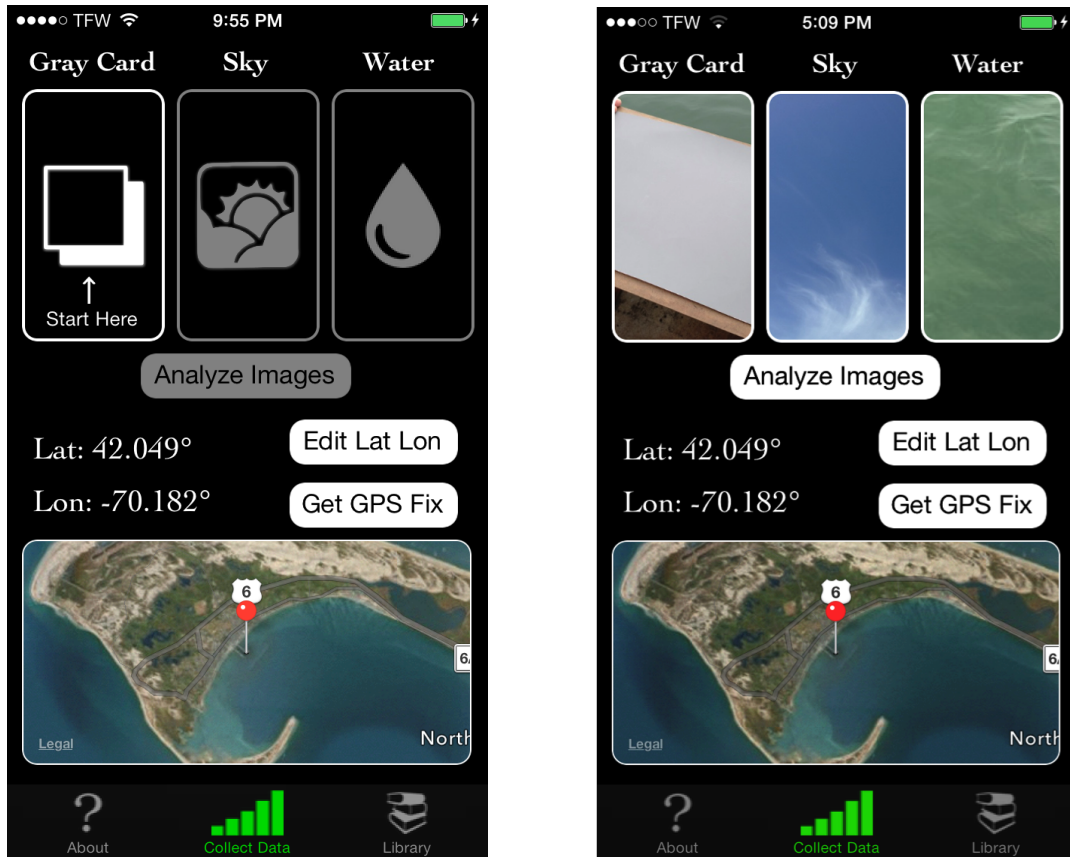 TFW 9:55 PM
Gray Card Sky Water
↑
Start Here
Analyze Images
Lat: 42.049° Edit Lat Lon
Lon: -70.182° Get GPS Fix
6
6
North
Legal
About Collect Data Library
TFW 5:09 PM
Gray Card Sky Water
Analyze Images
Lat: 42.049° Edit Lat Lon
Lon: -70.182° Get GPS Fix
6
6
North
Legal
About Collect Data Library